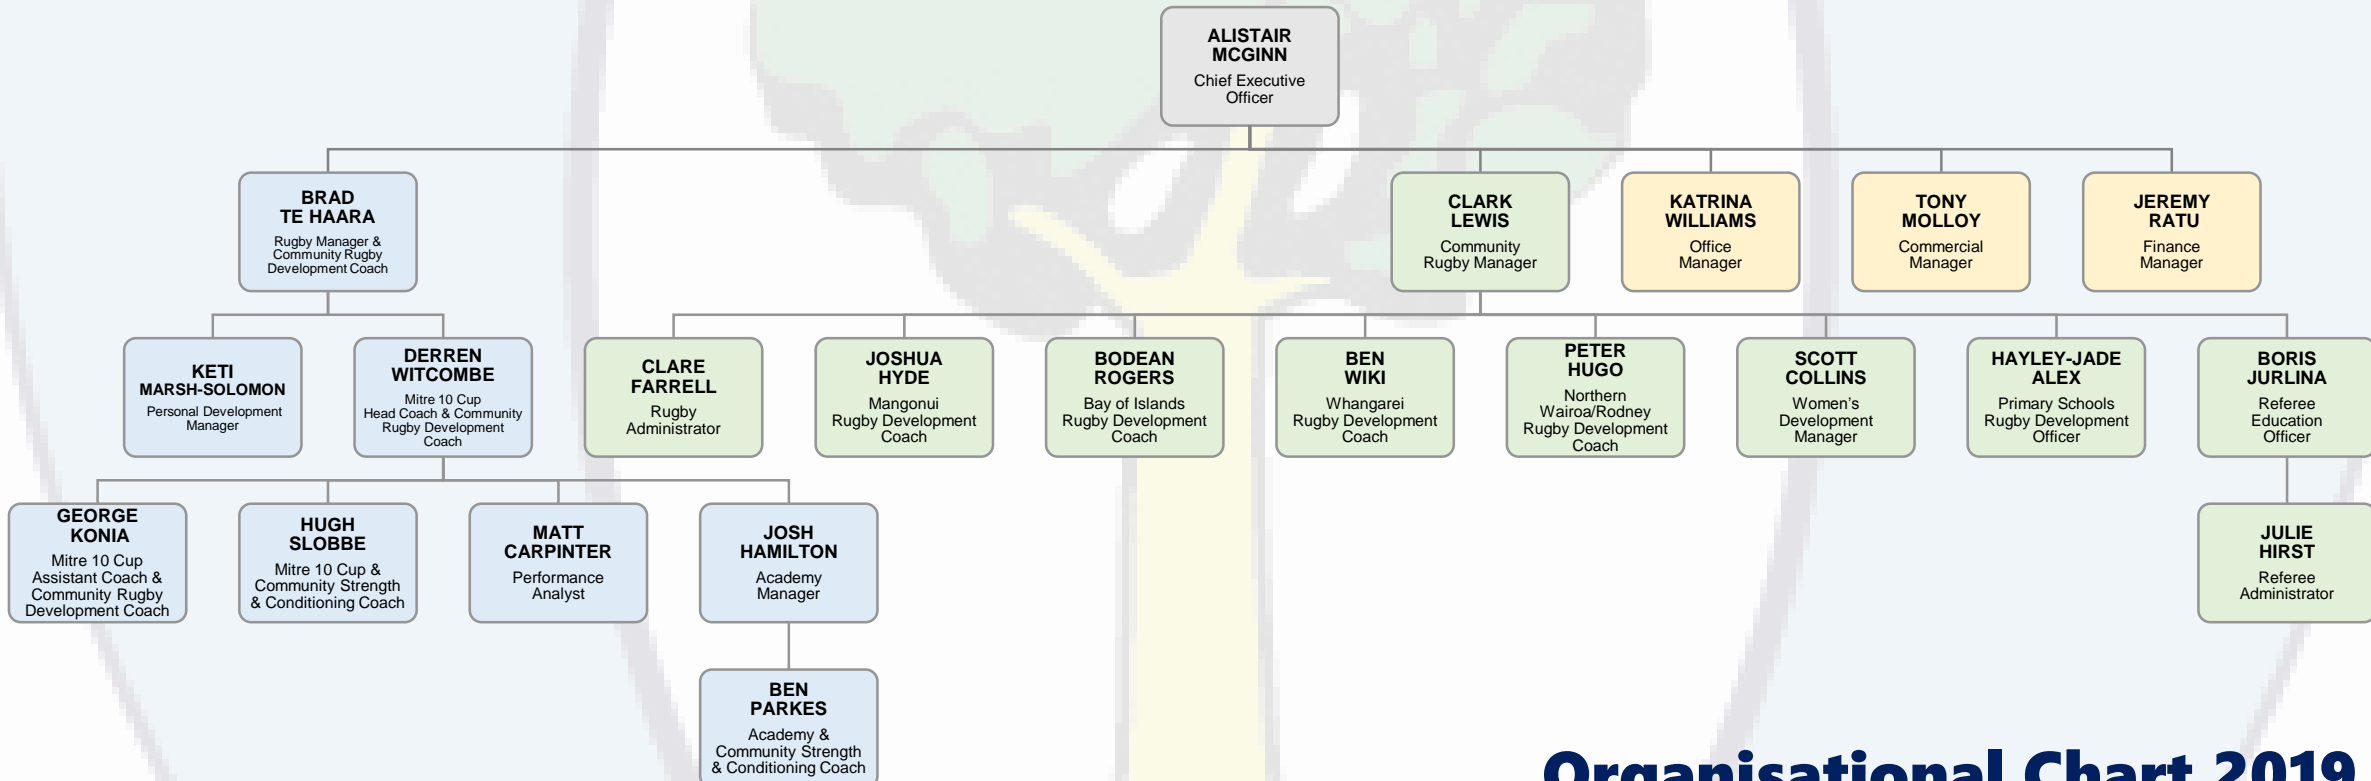 ALISTAIR
MCGINN
Chief Executive
Officer
BRAD
TE HAARA
Rugby Manager &
Community Rugby
Development Coach
CLARK
LEWIS
Community
Rugby Manager
KATRINA
WILLIAMS
Office
Manager
TONY
MOLLOY
Commercial
Manager
JEREMY
RATU
Finance
Manager
KETI
MARSH-SOLOMON
Personal Development
Manager
DERREN
WITCOMBE
Mitre 10 Cup
Head Coach & Community
Rugby Development
Coach
CLARE
FARRELL
Rugby
Administrator
JOSHUA
HYDE
Mangonui
Rugby Development
Coach
BODEAN
ROGERS
Bay of Islands
Rugby Development
Coach
BEN
WIKI
Whangarei
Rugby Development
Coach
PETER
HUGO
Northern
Wairoa/Rodney
Rugby Development
Coach
SCOTT
COLLINS
Women’s
Development
Manager
HAYLEY-JADE
ALEX
Primary Schools
Rugby Development
Officer
BORIS
JURLINA
Referee
Education
Officer
GEORGE
KONIA
Mitre 10 Cup
Assistant Coach &
Community Rugby
Development Coach
HUGH
SLOBBE
Mitre 10 Cup &
Community Strength
& Conditioning Coach
MATT
CARPINTER
Performance
Analyst
JOSH
HAMILTON
Academy
Manager
JULIE
HIRST
Referee
Administrator
BEN
PARKES
Academy &
Community Strength
& Conditioning Coach
Organisational Chart 2019